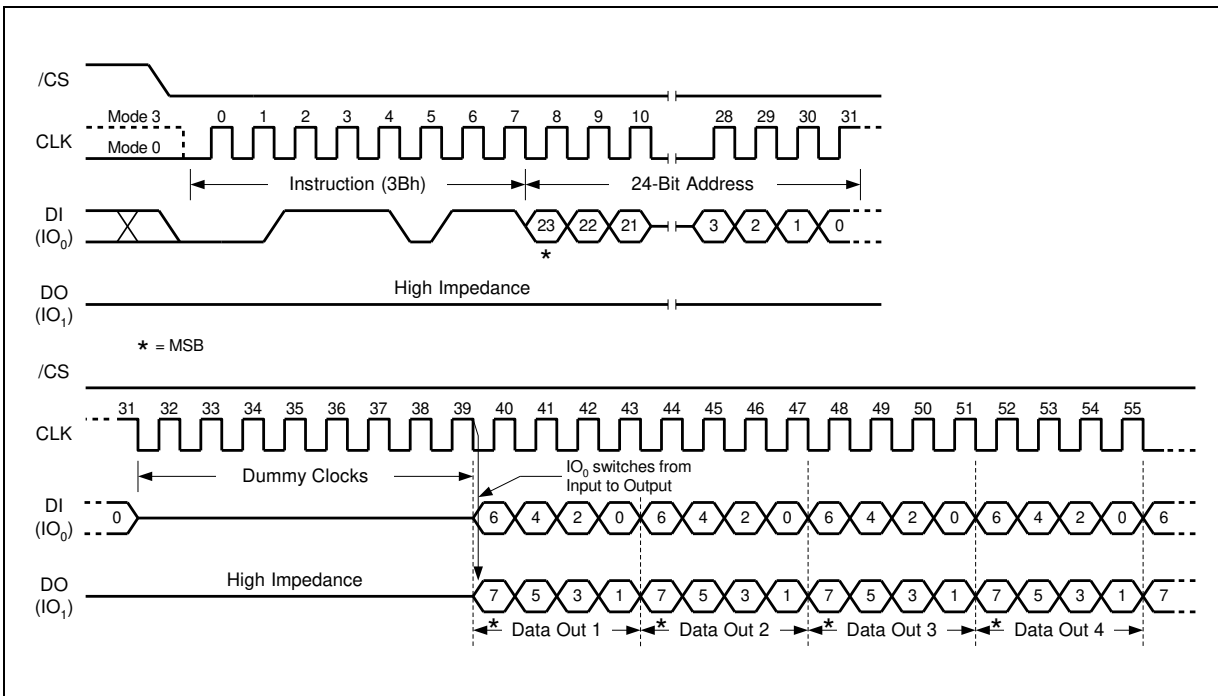 /CS
Mode 3 0 1 2 3 4 5 6 7 8 9 10 28 29 30 31
CLK
Mode 0
Instruction (3Bh) 24-Bit Address
DI
(IO0)
23 22 21 3 2 1 0
*
High Impedance
DO
(IO1)
* = MSB
/CS
31 32 33 34 35 36 37 38 39 40 41 42 43 44 45 46 47 48 49 50 51 52 53 54 55
CLK
Dummy Clocks
IO0 switches from
Input to Output
DI
(IO0)
0 6 4 2 0 6 4 2 0 6 4 2 0 6 4 2 0 6
High Impedance
DO
(IO1)
7 5 3 1 7 5 3 1 7 5 3 1 7 5 3 1 7
* Data Out 1 * Data Out 2 * Data Out 3 * Data Out 4